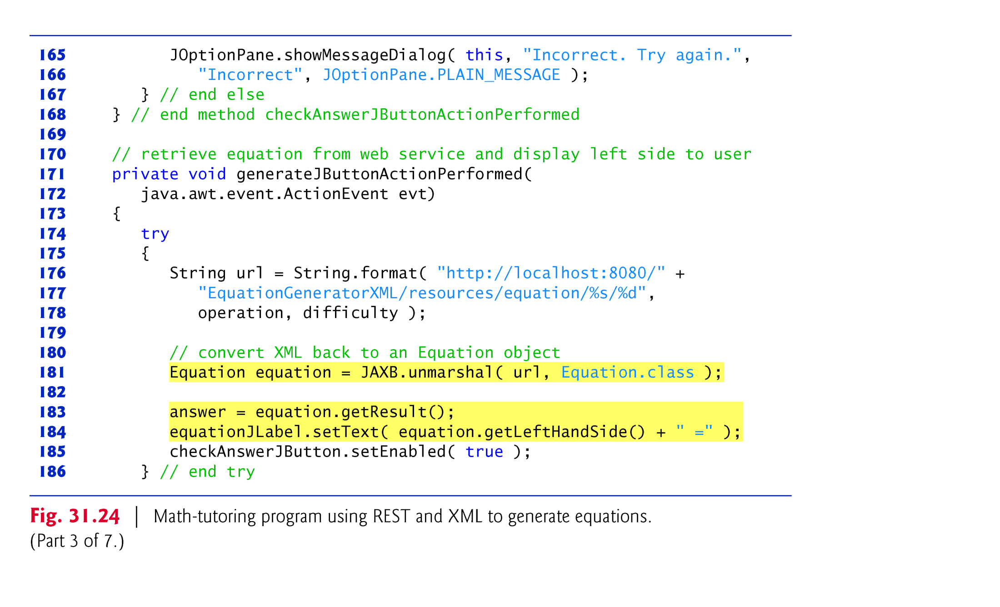 165 JOptionPane.showMessageDialog( this, "Incorrect. Try again.",
166 "Incorrect", JOptionPane.PLAIN_MESSAGE );
167 } // end else
168 } // end method checkAnswerJButtonActionPerformed
169
170 // retrieve equation from web service and display left side to user
171 private void generateJButtonActionPerformed(
172 java.awt.event.ActionEvent evt)
173 {
174 try
175 {
176 String url = String.format( "http://localhost:8080/" +
177 "EquationGeneratorXML/resources/equation/%s/%d",
178 operation, difficulty );
179
180 // convert XML back to an Equation object
181 Equation equation = JAXB.unmarshal( url, Equation.class );
182
183 answer = equation.getResult();
184 equationJLabel.setText( equation.getLeftHandSide() + " =" );
185 checkAnswerJButton.setEnabled( true );
186 } // end try
Fig. 31.24 | Math-tutoring program using REST and XML to generate equations.
(Part 3 of 7.)